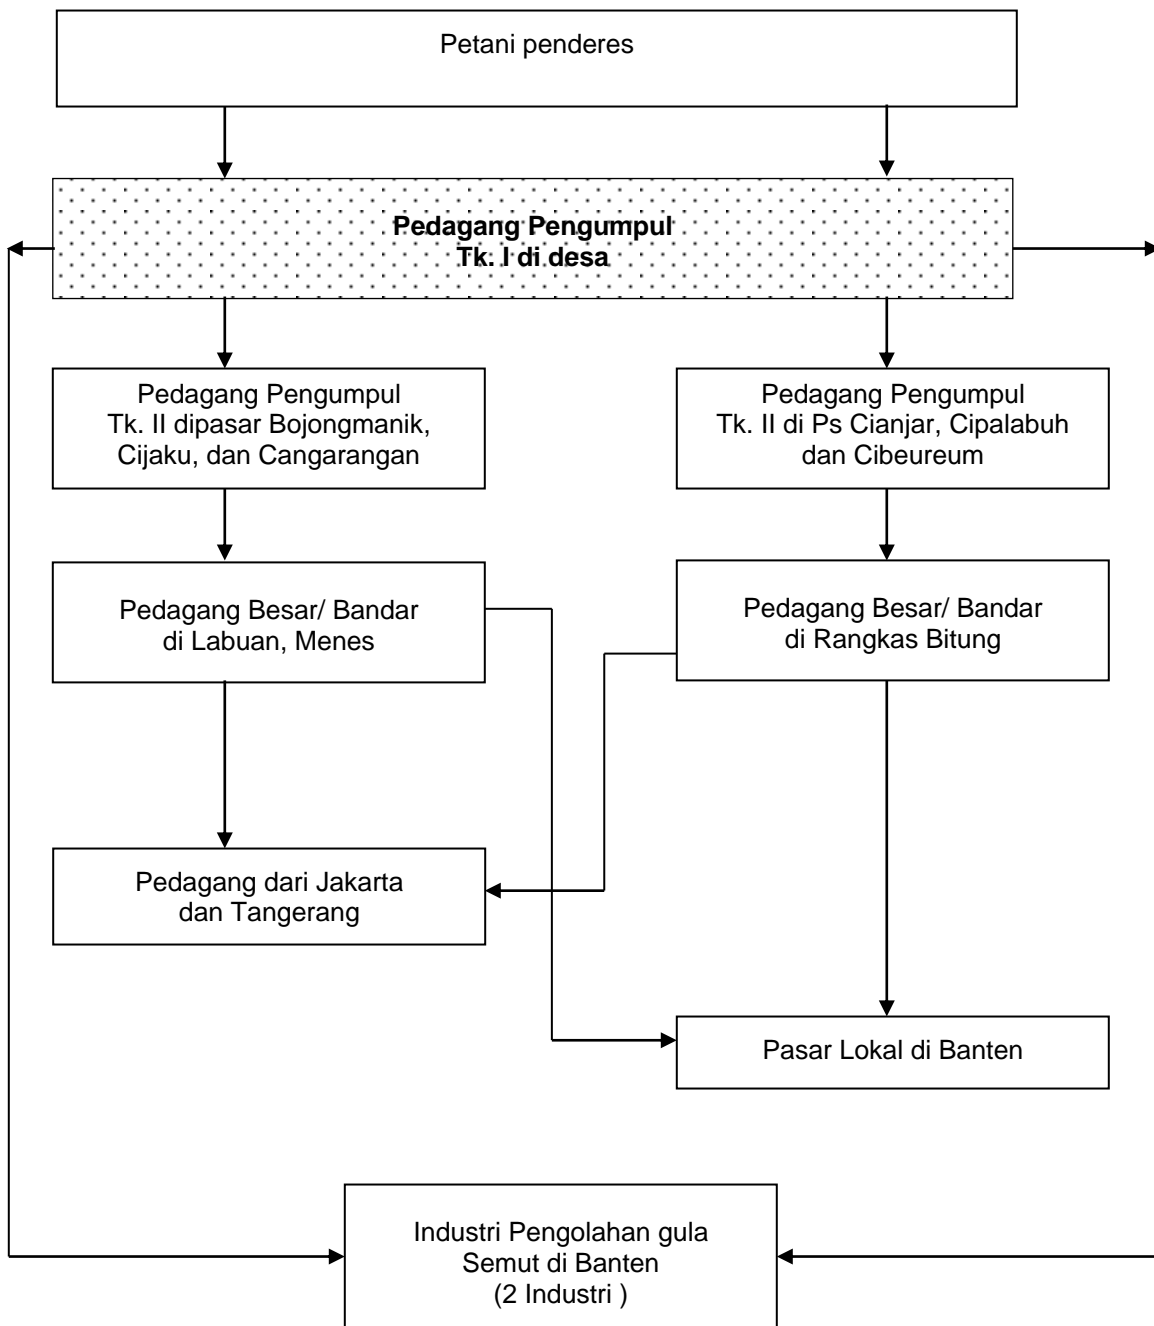 Petani penderes
Pedagang Pengumpul
Tk. I di desa
Pedagang Pengumpul
Tk. II dipasar Bojongmanik,
Cijaku, dan Cangarangan
Pedagang Pengumpul
Tk. II di Ps Cianjar, Cipalabuh
dan Cibeureum
Pedagang Besar/ Bandar
di Labuan, Menes
Pedagang Besar/ Bandar
di Rangkas Bitung
Pedagang dari Jakarta
dan Tangerang
Pasar Lokal di Banten
Industri Pengolahan gula
Semut di Banten
(2 Industri )